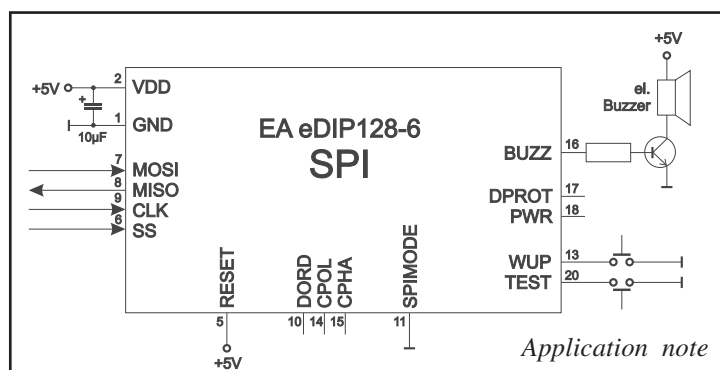 +5V
el.
Buzzer
+5V
2
VDD
1
GND
10µF
EA eDIP128-6
SPI
BUZZ
16
7
MOSI
8
MISO
9
CLK
6
SS
DPROT
17
PWR
18
WUP
13
TEST
20
RESET
DORD
CPOL
CPHA
SPIMODE
5
10
14
15
11
+5V
Application note